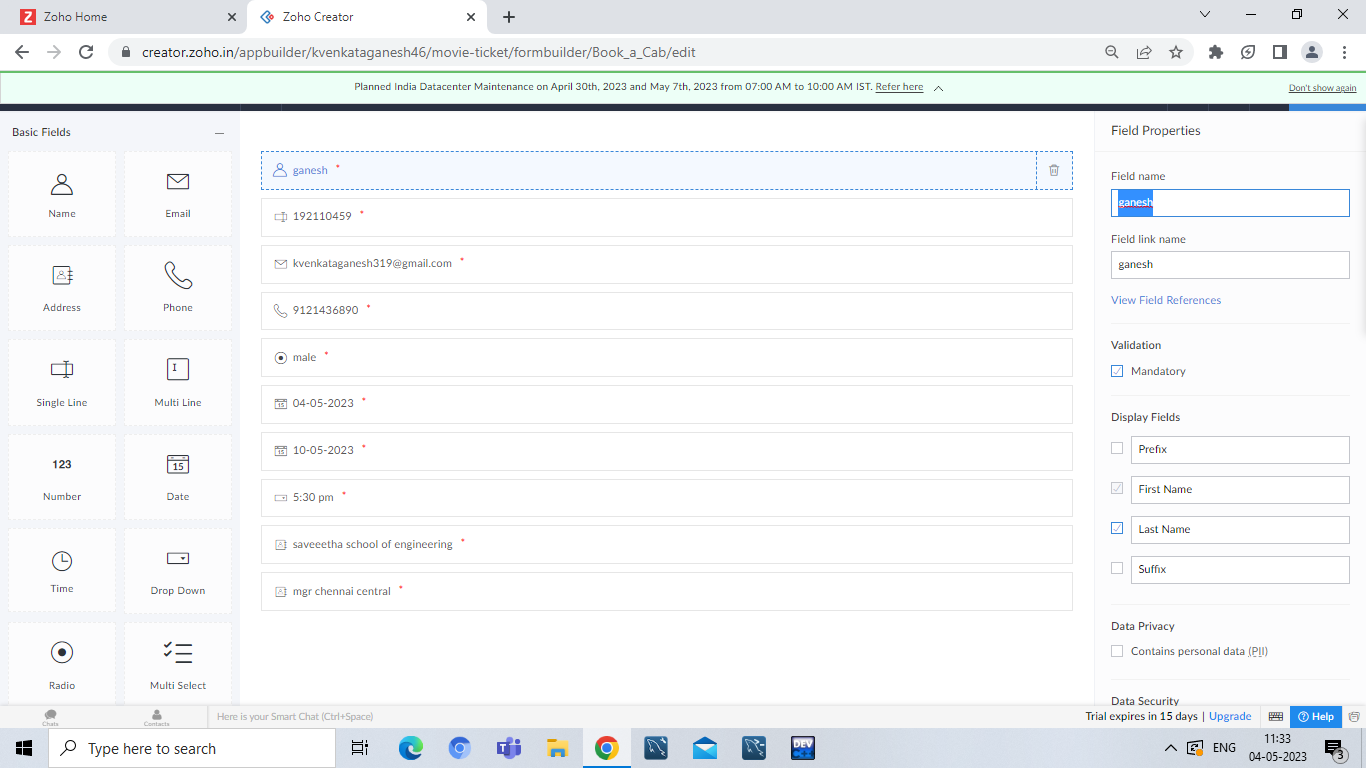 Zoho Home
Zoho Creator
creator.zoho.in/appbuilder/kvenkataganesh46/movie-ticket/formbuilder/Book_a_Cab/edit
Planned India Datacenter Maintenance on April 30th, 2023 and May 7th, 2023 from 07:00 AM to 10:00 AM IST. Refer here
Don't show again
Basic Fields
Name
Email
Address
Phone
Single Line
Multi Line
123
15
Number
Date
Time
Drop Down
Radio
Multi Select
ganesh *
192110459 *
kvenkataganesh319@gmail.com *
9121436890 *
male *
04-05-2023 *
10-05-2023 *
5:30 pm *
saveeetha school of engineering *
mgr chennai central *
Field Properties
Field name
ganesh
Field link name
ganesh
View Field References
Validation
Mandatory
Display Fields
Prefix
First Name
Last Name
Suffix
Data Privacy
Contains personal data (PII)
Data Security
Chats
Contacts
Here is your Smart Chat (Ctrl+Space)
Trial expires in 15 days | Upgrade
Help
Type here to search
DEV
ENG
11:33
04-05-2023
3